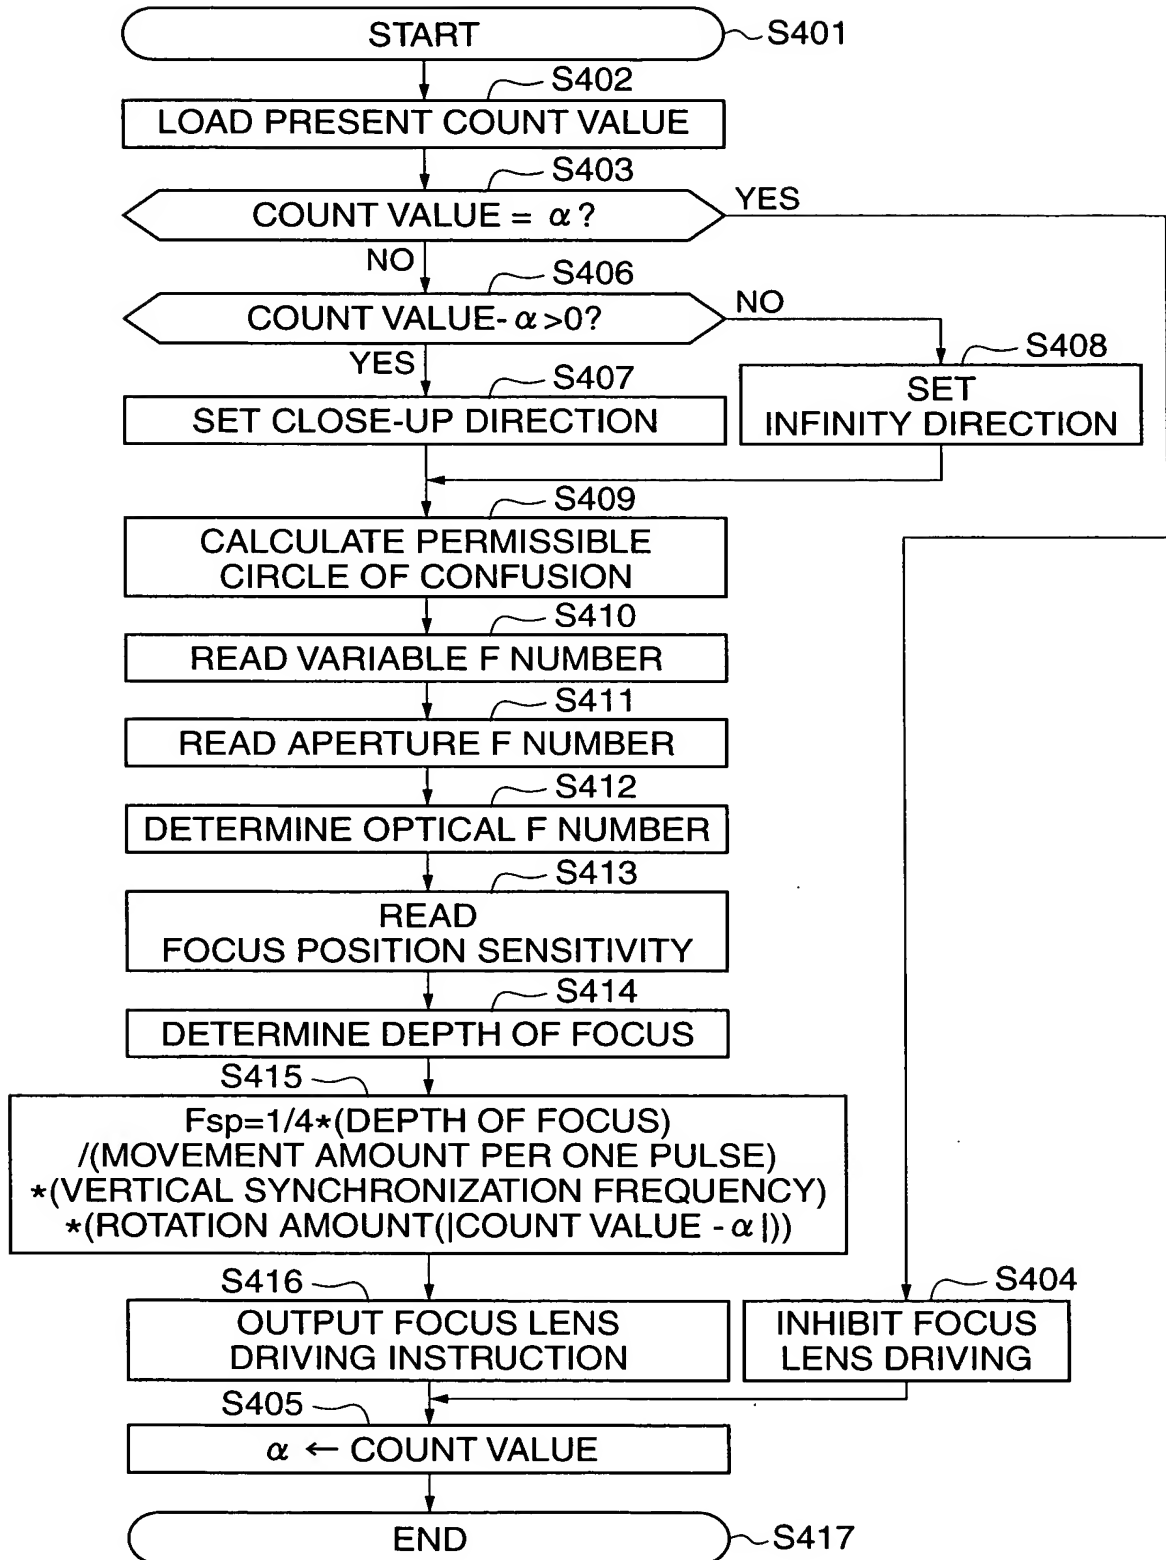 START
S401
S402
LOAD PRESENT COUNT VALUE
S403
COUNT VALUE = α?
YES
NO
S406
COUNT VALUE- α>0?
NO
YES
S407
SET CLOSE-UP DIRECTION
S408
SET
INFINITY DIRECTION
S409
CALCULATE PERMISSIBLE
CIRCLE OF CONFUSION
S410
READ VARIABLE F NUMBER
S411
READ APERTURE F NUMBER
S412
DETERMINE OPTICAL F NUMBER
S413
READ
FOCUS POSITION SENSITIVITY
S414
DETERMINE DEPTH OF FOCUS
S415
Fsp=1/4*(DEPTH OF FOCUS)
/(MOVEMENT AMOUNT PER ONE PULSE)
*(VERTICAL SYNCHRONIZATION FREQUENCY)
*(ROTATION AMOUNT(|COUNT VALUE - α|))
S416
OUTPUT FOCUS LENS
DRIVING INSTRUCTION
S404
INHIBIT FOCUS
LENS DRIVING
S405
α ← COUNT VALUE
END
S417